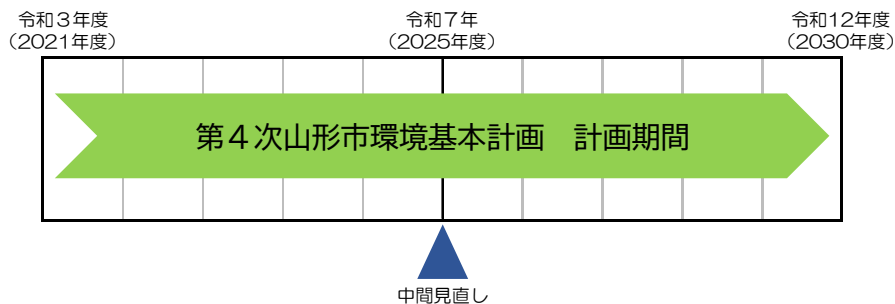 令和３年度
（2021年度）
令和７年
（2025年度）
令和12年度
（2030年度）
第４次山形市環境基本計画　計画期間
中間見直し